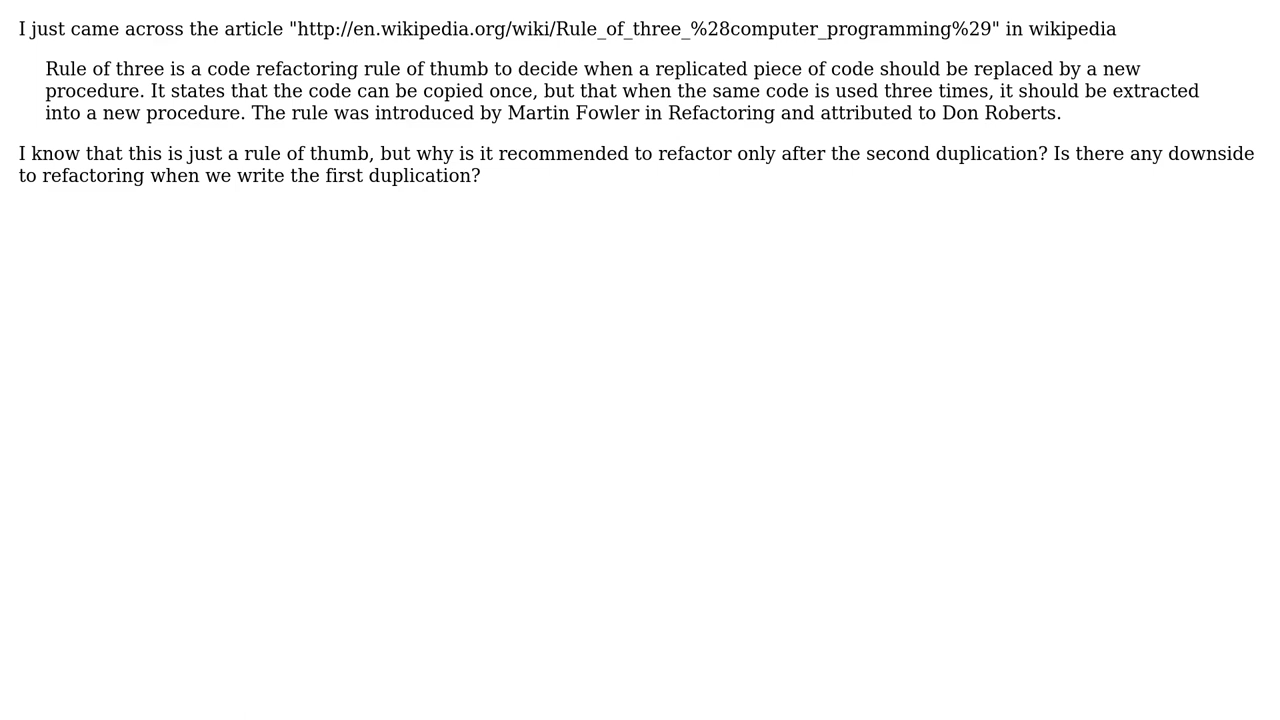 I just came across the article "http://en.wikipedia.org/wiki/Rule_of_three_%28computer_programming%29" in wikipedia
Rule of three is a code refactoring rule of thumb to decide when a replicated piece of code should be replaced by a new
procedure. It states that the code can be copied once, but that when the same code is used three times, it should be extracted
into a new procedure. The rule was introduced by Martin Fowler in Refactoring and attributed to Don Roberts.
I know that this is just a rule of thumb, but why is it recommended to refactor only after the second duplication? Is there any downside
to refactoring when we write the first duplication?